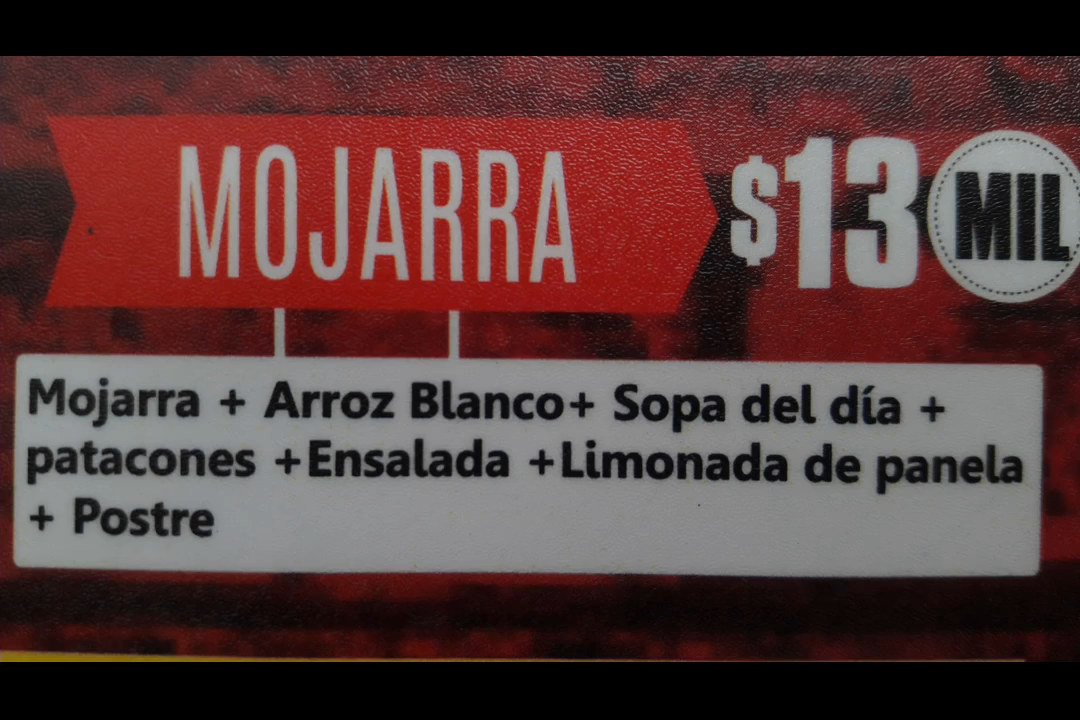 MOJARRA $13 MIL
Mojarra + Arroz Blanco+ Sopa del día +
patacones +Ensalada +Limonada de panela
+ Postre